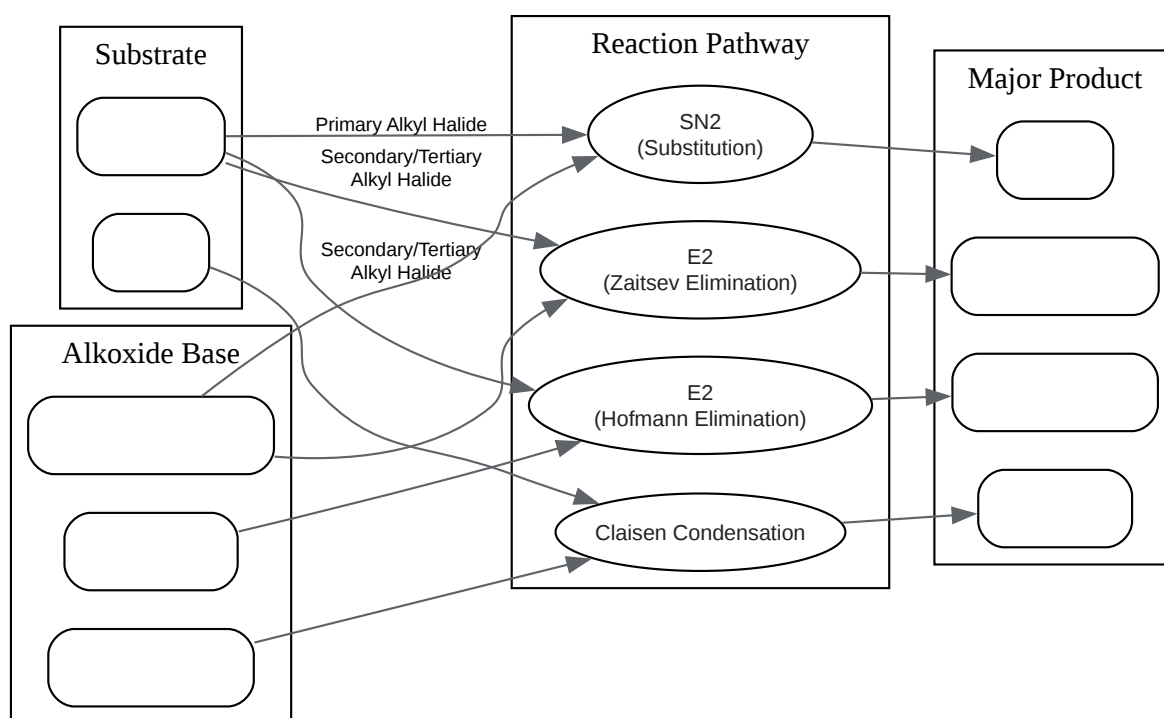 Substrate
Primary Alkyl Halide
Secondary/Tertiary
Alkyl Halide
Secondary/Tertiary
Alkyl Halide
Alkoxide Base
Reaction Pathway
SN2
(Substitution)
E2
(Zaitsev Elimination)
E2
(Hofmann Elimination)
Claisen Condensation
Major Product